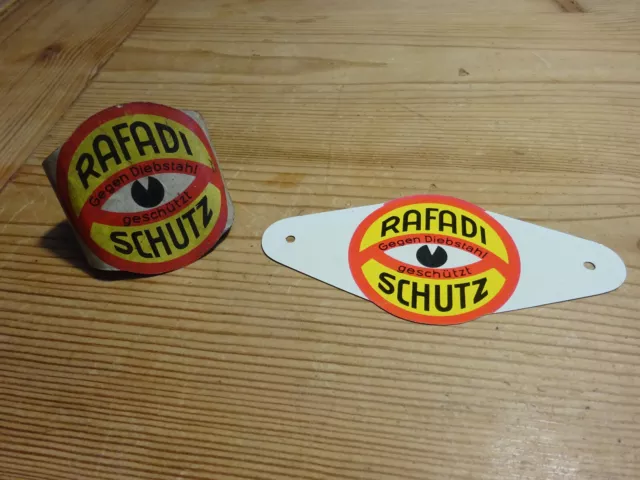 RAFADI
Gegen Diebstahl
geschützt
SCHUTZ
RAFADI
Gegen Diebstahl
geschützt
SCHUTZ